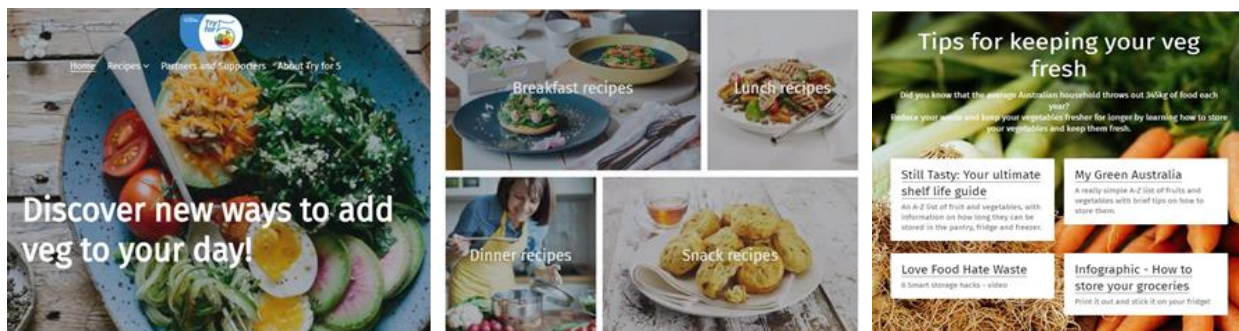 Try
for 5
Home Recipes Partners and Supporters About Try for 5
Discover new ways to add
veg to your day!
Breakfast recipes
Lunch recipes
Dinner recipes
Snack recipes
Tips for keeping your veg
fresh
Did you know that the average Australian household throws out 345kg of food each
year?
Reduce your waste and keep your vegetables fresher for longer by learning how to store
your vegetables and keep them fresh.
Still Tasty: Your ultimate
shelf life guide
An A-Z list of fruit and vegetables, with
information on how long they can be
stored in the pantry, fridge and freezer.
My Green Australia
A really simple A-Z list of fruits and
vegetables with brief tips on how to
store them.
Love Food Hate Waste
6 Smart storage hacks - video
Infographic - How to
store your groceries
Print it out and stick it on your fridge!